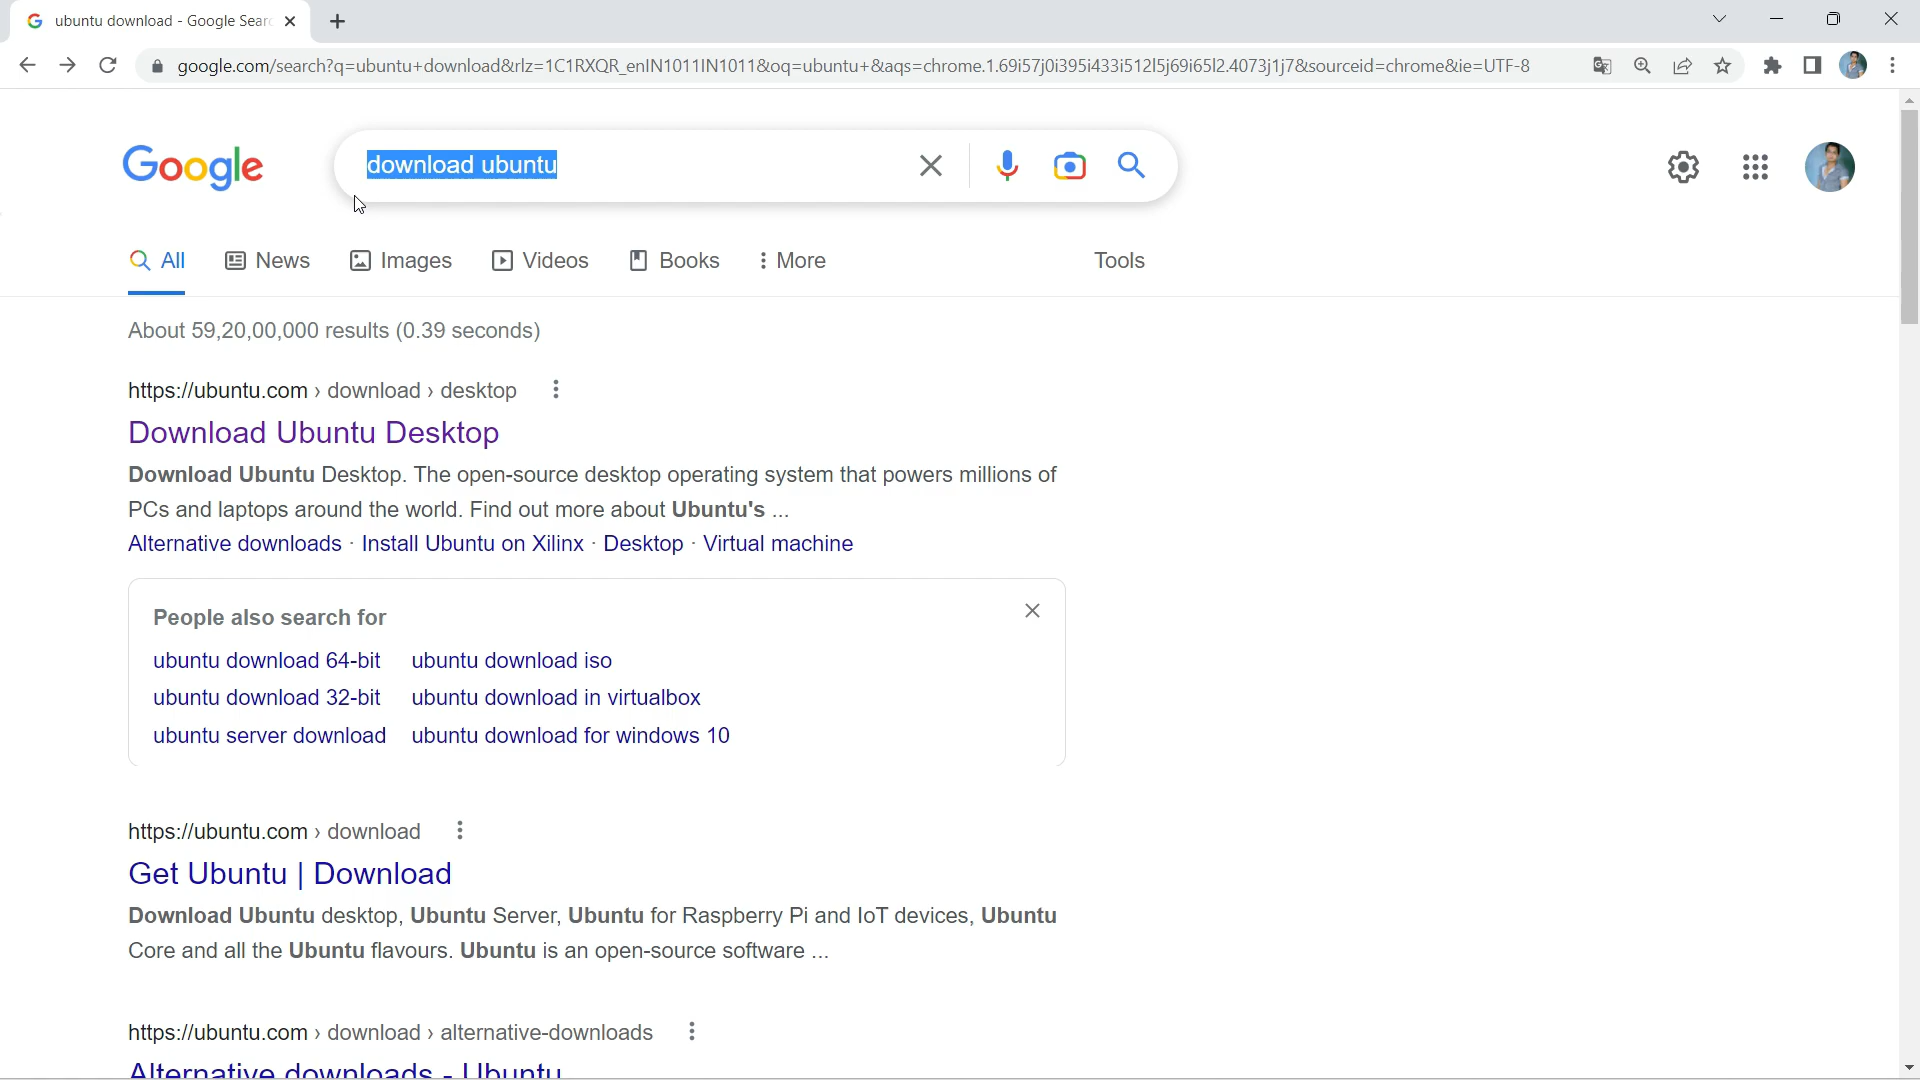 ubuntu download - Google Sear
google.com/search?q=ubuntu+download&rlz=1C1RXQR_enIN1011IN1011&oq=ubuntu+&aqs=chrome.1.69i57j0i395i433i512l5j69i65l2.4073j1j7&sourceid=chrome&ie=UTF-8
Google
download ubuntu
All News Images Videos Books More Tools
About 59,20,00,000 results (0.39 seconds)
https://ubuntu.com › download › desktop
Download Ubuntu Desktop
Download Ubuntu Desktop. The open-source desktop operating system that powers millions of
PCs and laptops around the world. Find out more about Ubuntu's ...
Alternative downloads · Install Ubuntu on Xilinx · Desktop · Virtual machine
People also search for
ubuntu download 64-bit ubuntu download iso
ubuntu download 32-bit ubuntu download in virtualbox
ubuntu server download ubuntu download for windows 10
https://ubuntu.com › download
Get Ubuntu | Download
Download Ubuntu desktop, Ubuntu Server, Ubuntu for Raspberry Pi and IoT devices, Ubuntu
Core and all the Ubuntu flavours. Ubuntu is an open-source software ...
https://ubuntu.com › download › alternative-downloads
Alternative downloads - Ubuntu